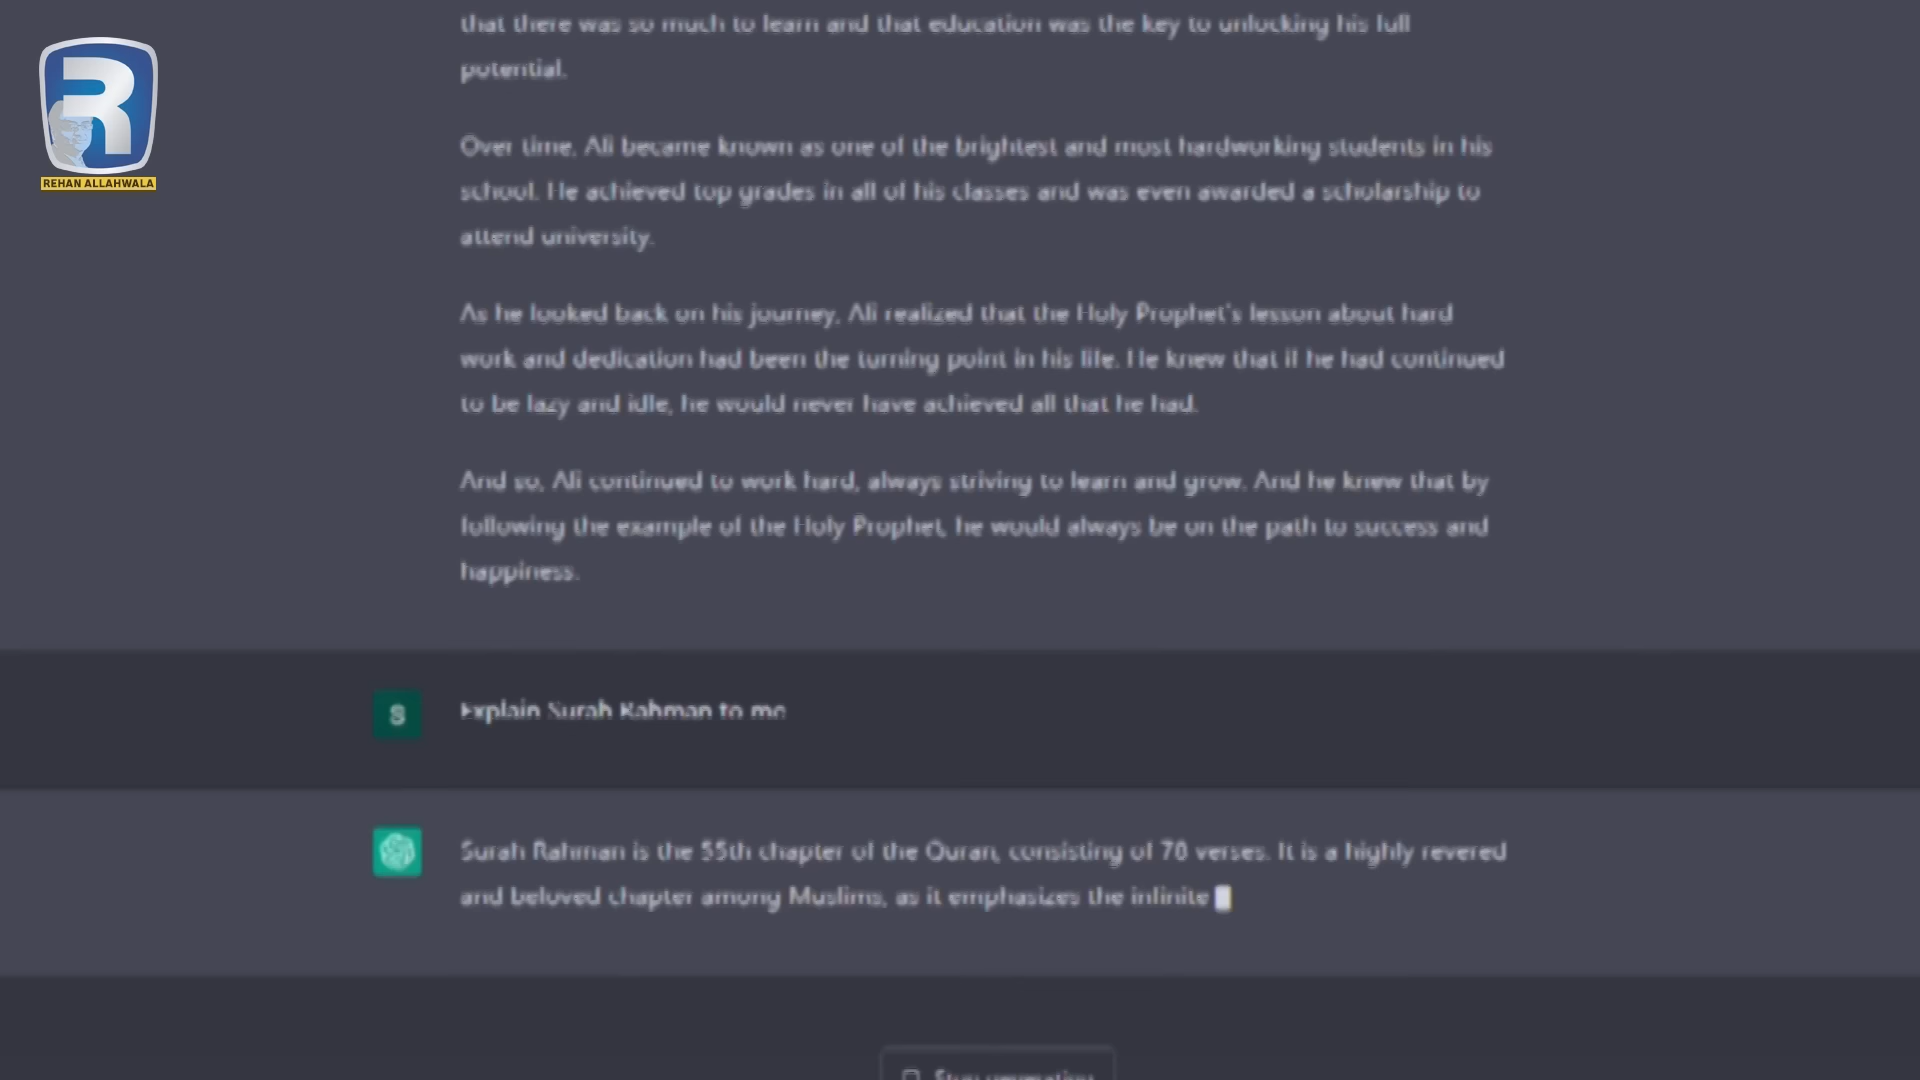 that there was so much to learn and that education was the key to unlocking his full
potential.
REHAN ALLAHWALA
Over time, Ali became known as one of the brightest and most hardworking students in his
school. He achieved top grades in all of his classes and was even awarded a scholarship to
attend university.
As he looked back on his journey, Ali realized that the Holy Prophet's lesson about hard
work and dedication had been the turning point in his life. He knew that if he had continued
to be lazy and idle, he would never have achieved all that he had.
And so, Ali continued to work hard, always striving to learn and grow. And he knew that by
following the example of the Holy Prophet, he would always be on the path to success and
happiness.
S
Explain Surah Rahman to me
Surah Rahman is the 55th chapter of the Quran, consisting of 78 verses. It is a highly revered
and beloved chapter among Muslims, as it emphasizes the infinite
Stop generating